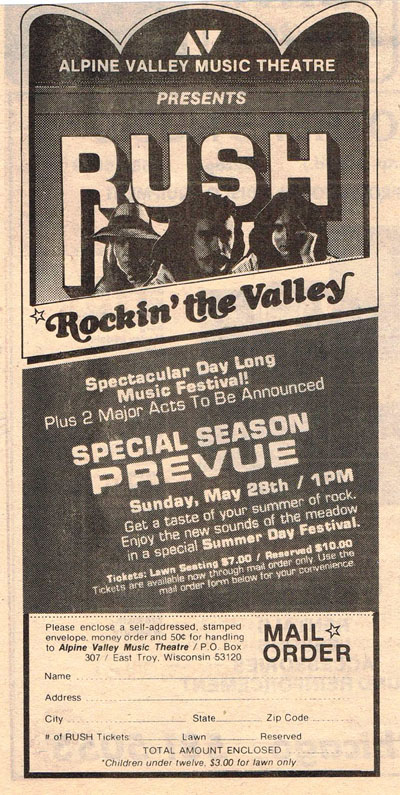 AV
ALPINE VALLEY MUSIC THEATRE
PRESENTS
RUSH
Rockin' the Valley
Spectacular Day Long
Music Festival!
Plus 2 Major Acts To Be Announced
SPECIAL SEASON
PREVUE
Sunday, May 28th / 1PM
Get a taste of your summer of rock.
Enjoy the new sounds of the meadow
in a special Summer Day Festival.
Tickets: Lawn Seating $7.00 / Reserved $10.00
Tickets are available now through mail order only. Use the
mail order form below for your convenience.
Please enclose a self-addressed, stamped
envelope, money order and 50¢ for handling
to Alpine Valley Music Theatre / P.O. Box
307 / East Troy, Wisconsin 53120
MAIL
ORDER
Name
Address
City State Zip Code
# of RUSH Tickets Lawn Reserved
TOTAL AMOUNT ENCLOSED
*Children under twelve, $3.00 for lawn only